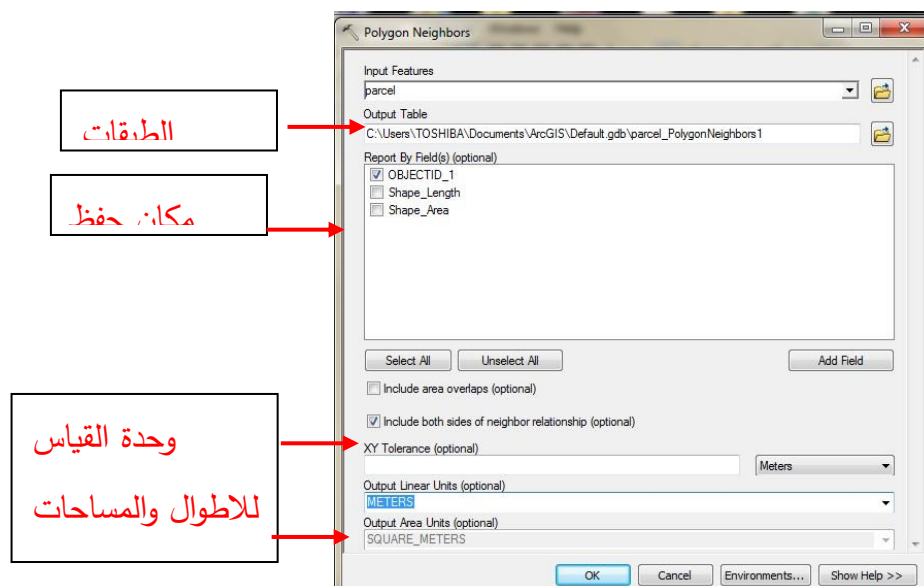 Polygon Neighbors
Input Features
parcel
Output Table
C:\Users\TOSHIBA\Documents\ArcGIS\Default.gdb\parcel_PolygonNeighbors1
Report By Field(s) (optional)
OBJECTID_1
Shape_Length
Shape_Area
Select All
Unselect All
Add Field
Include area overlaps (optional)
Include both sides of neighbor relationship (optional)
XY Tolerance (optional)
Meters
Output Linear Units (optional)
METERS
Output Area Units (optional)
SQUARE_METERS
OK
Cancel
Environments...
Show Help >>
الطبقات
مكان حفظ
وحدة القياس
للاطوال والمساحات